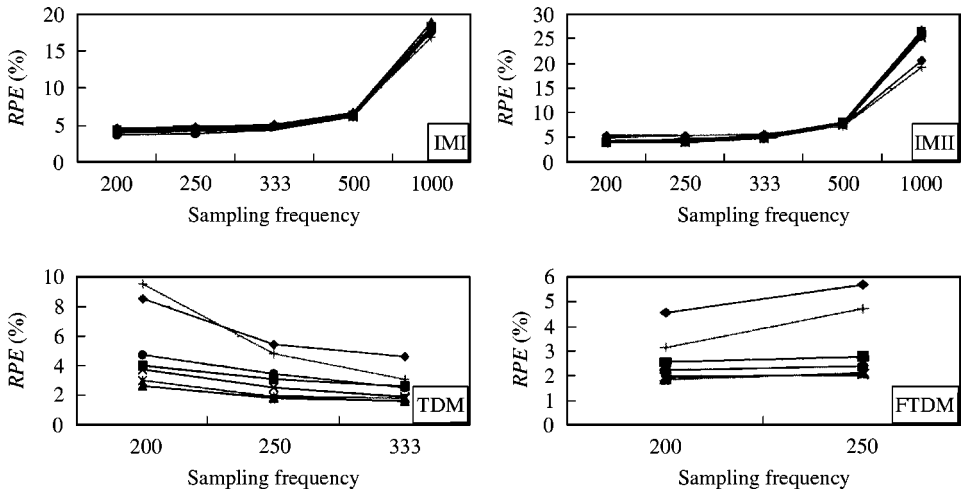 20
15
10
5
0
RPE (%)
IMI
200 250 333 500 1000
Sampling frequency
30
25
20
15
10
5
0
RPE (%)
IMII
200 250 333 500 1000
Sampling frequency
10
8
6
4
2
0
RPE (%)
TDM
200 250 333
Sampling frequency
6
5
4
3
2
1
0
RPE (%)
FTDM
200 250
Sampling frequency